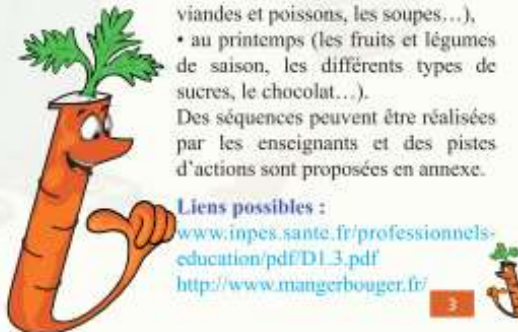 viandes et poissons, les soupes…),
• au printemps (les fruits et légumes
de saison, les différents types de
sucres, le chocolat…).
Des séquences peuvent être réalisées
par les enseignants et des pistes
d’actions sont proposées en annexe.
Liens possibles :
www.inpes.sante.fr/professionnels-
education/pdf/D1.3.pdf
http://www.mangerbouger.fr/
3